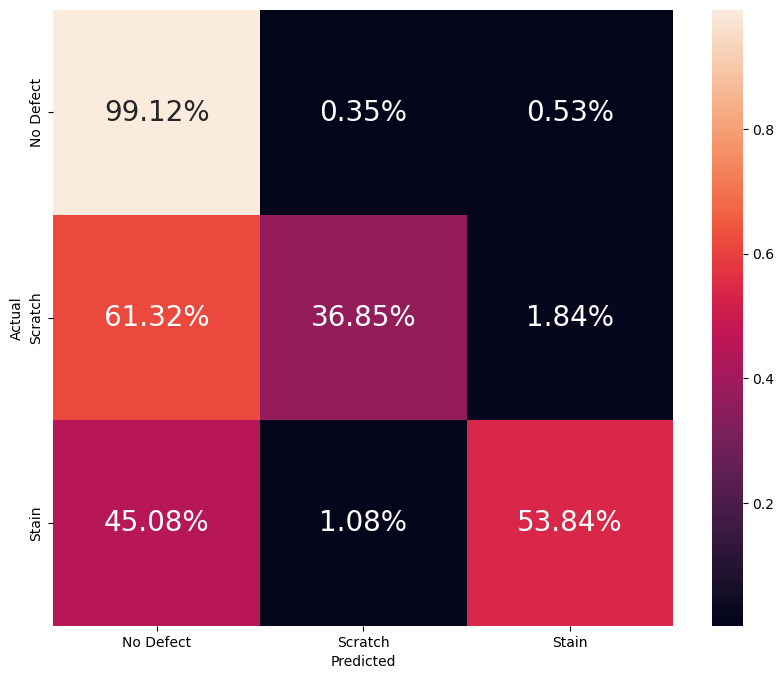 No Defect
99.12%
0.35%
0.53%
0.8
0.6
Actual
Scratch
61.32%
36.85%
1.84%
0.4
0.2
Stain
45.08%
1.08%
53.84%
No Defect
Scratch
Stain
Predicted